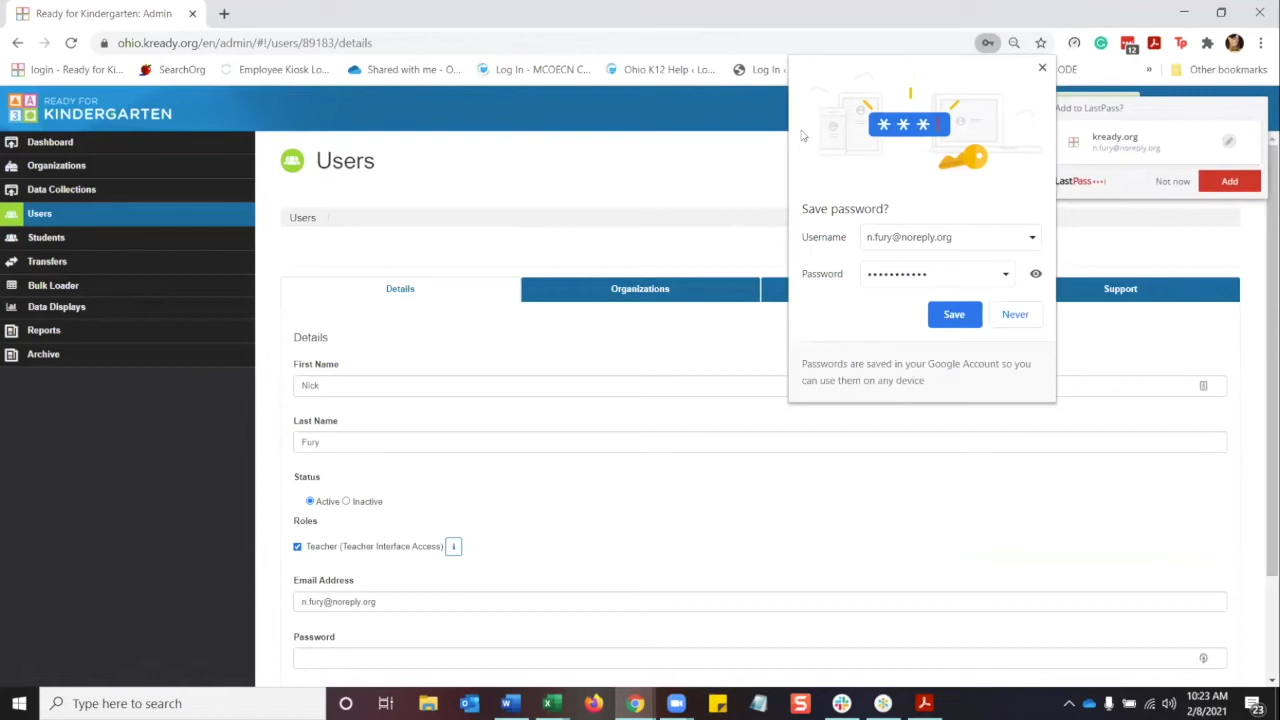 Ready for Kindergarten: Admin
ohio.kready.org/en/admin/#!/users/89183/details
12
login - Ready for Ki...
SearchOrg
Employee Kiosk Lo...
Shared with me - O...
Log In - MCOECN C...
Ohio K12 Help ‹ Lo...
Log In ‹
ODE
»
Other bookmarks
READY FOR
KINDERGARTEN
Dashboard
Organizations
Data Collections
Users
Students
Transfers
Bulk Loader
Data Displays
Reports
Archive
Users
Users /
Details
Organizations
Support
Details
First Name
Nick
Last Name
Fury
Status
Active
Inactive
Roles
Teacher (Teacher Interface Access)
i
Email Address
n.fury@noreply.org
Password
* * *
Save password?
Username n.fury@noreply.org
Password •••••••••••
Save
Never
Passwords are saved in your Google Account so you
can use them on any device
Add to LastPass?
kready.org
n.fury@noreply.org
LastPass•••|
Not now
Add
Type here to search
10:23 AM
2/8/2021
23